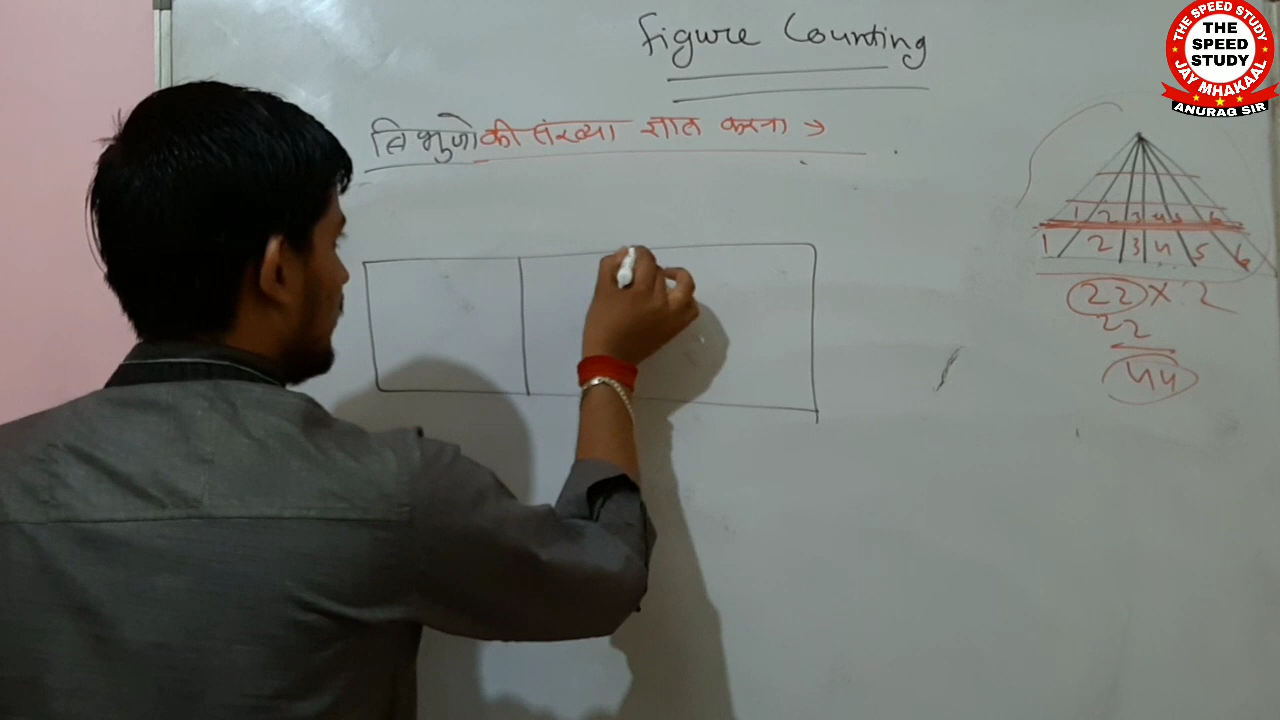 Figure Counting
त्रिभुजो की संख्या ज्ञात करना →
THE SPEED STUDY
THE
SPEED
STUDY
JAY MHAKAAL
ANURAG SIR
1 2 3 4 5 6
1 2 3 4 5 6
22 × 2
22
44